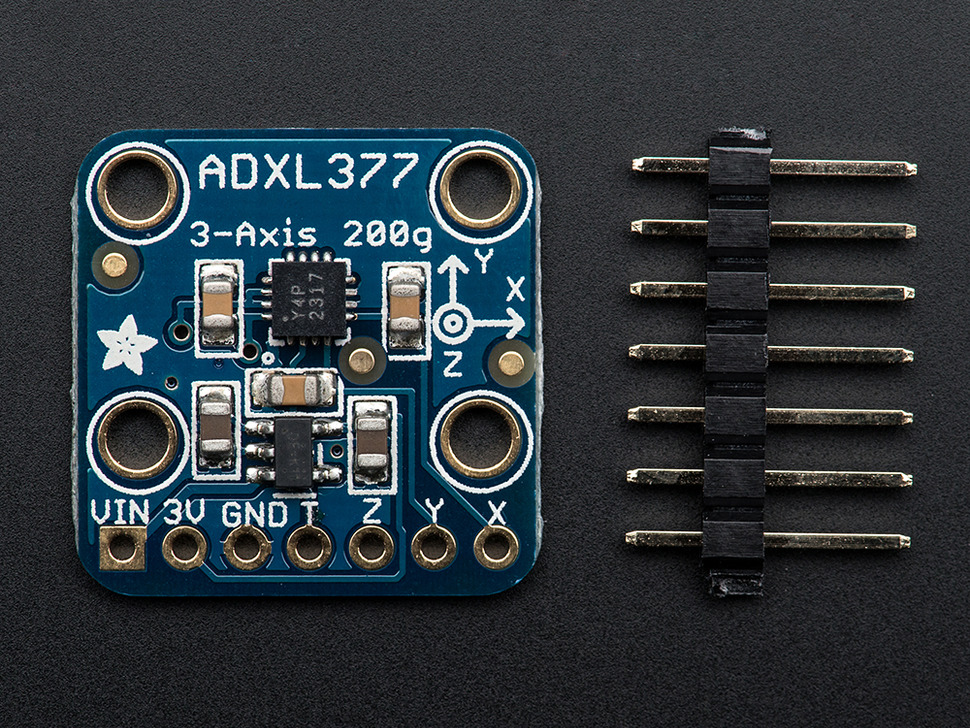 ADXL377
3-Axis 200g
Y
X
Z
Y4P
2317
VIN 3V GND T Z Y X